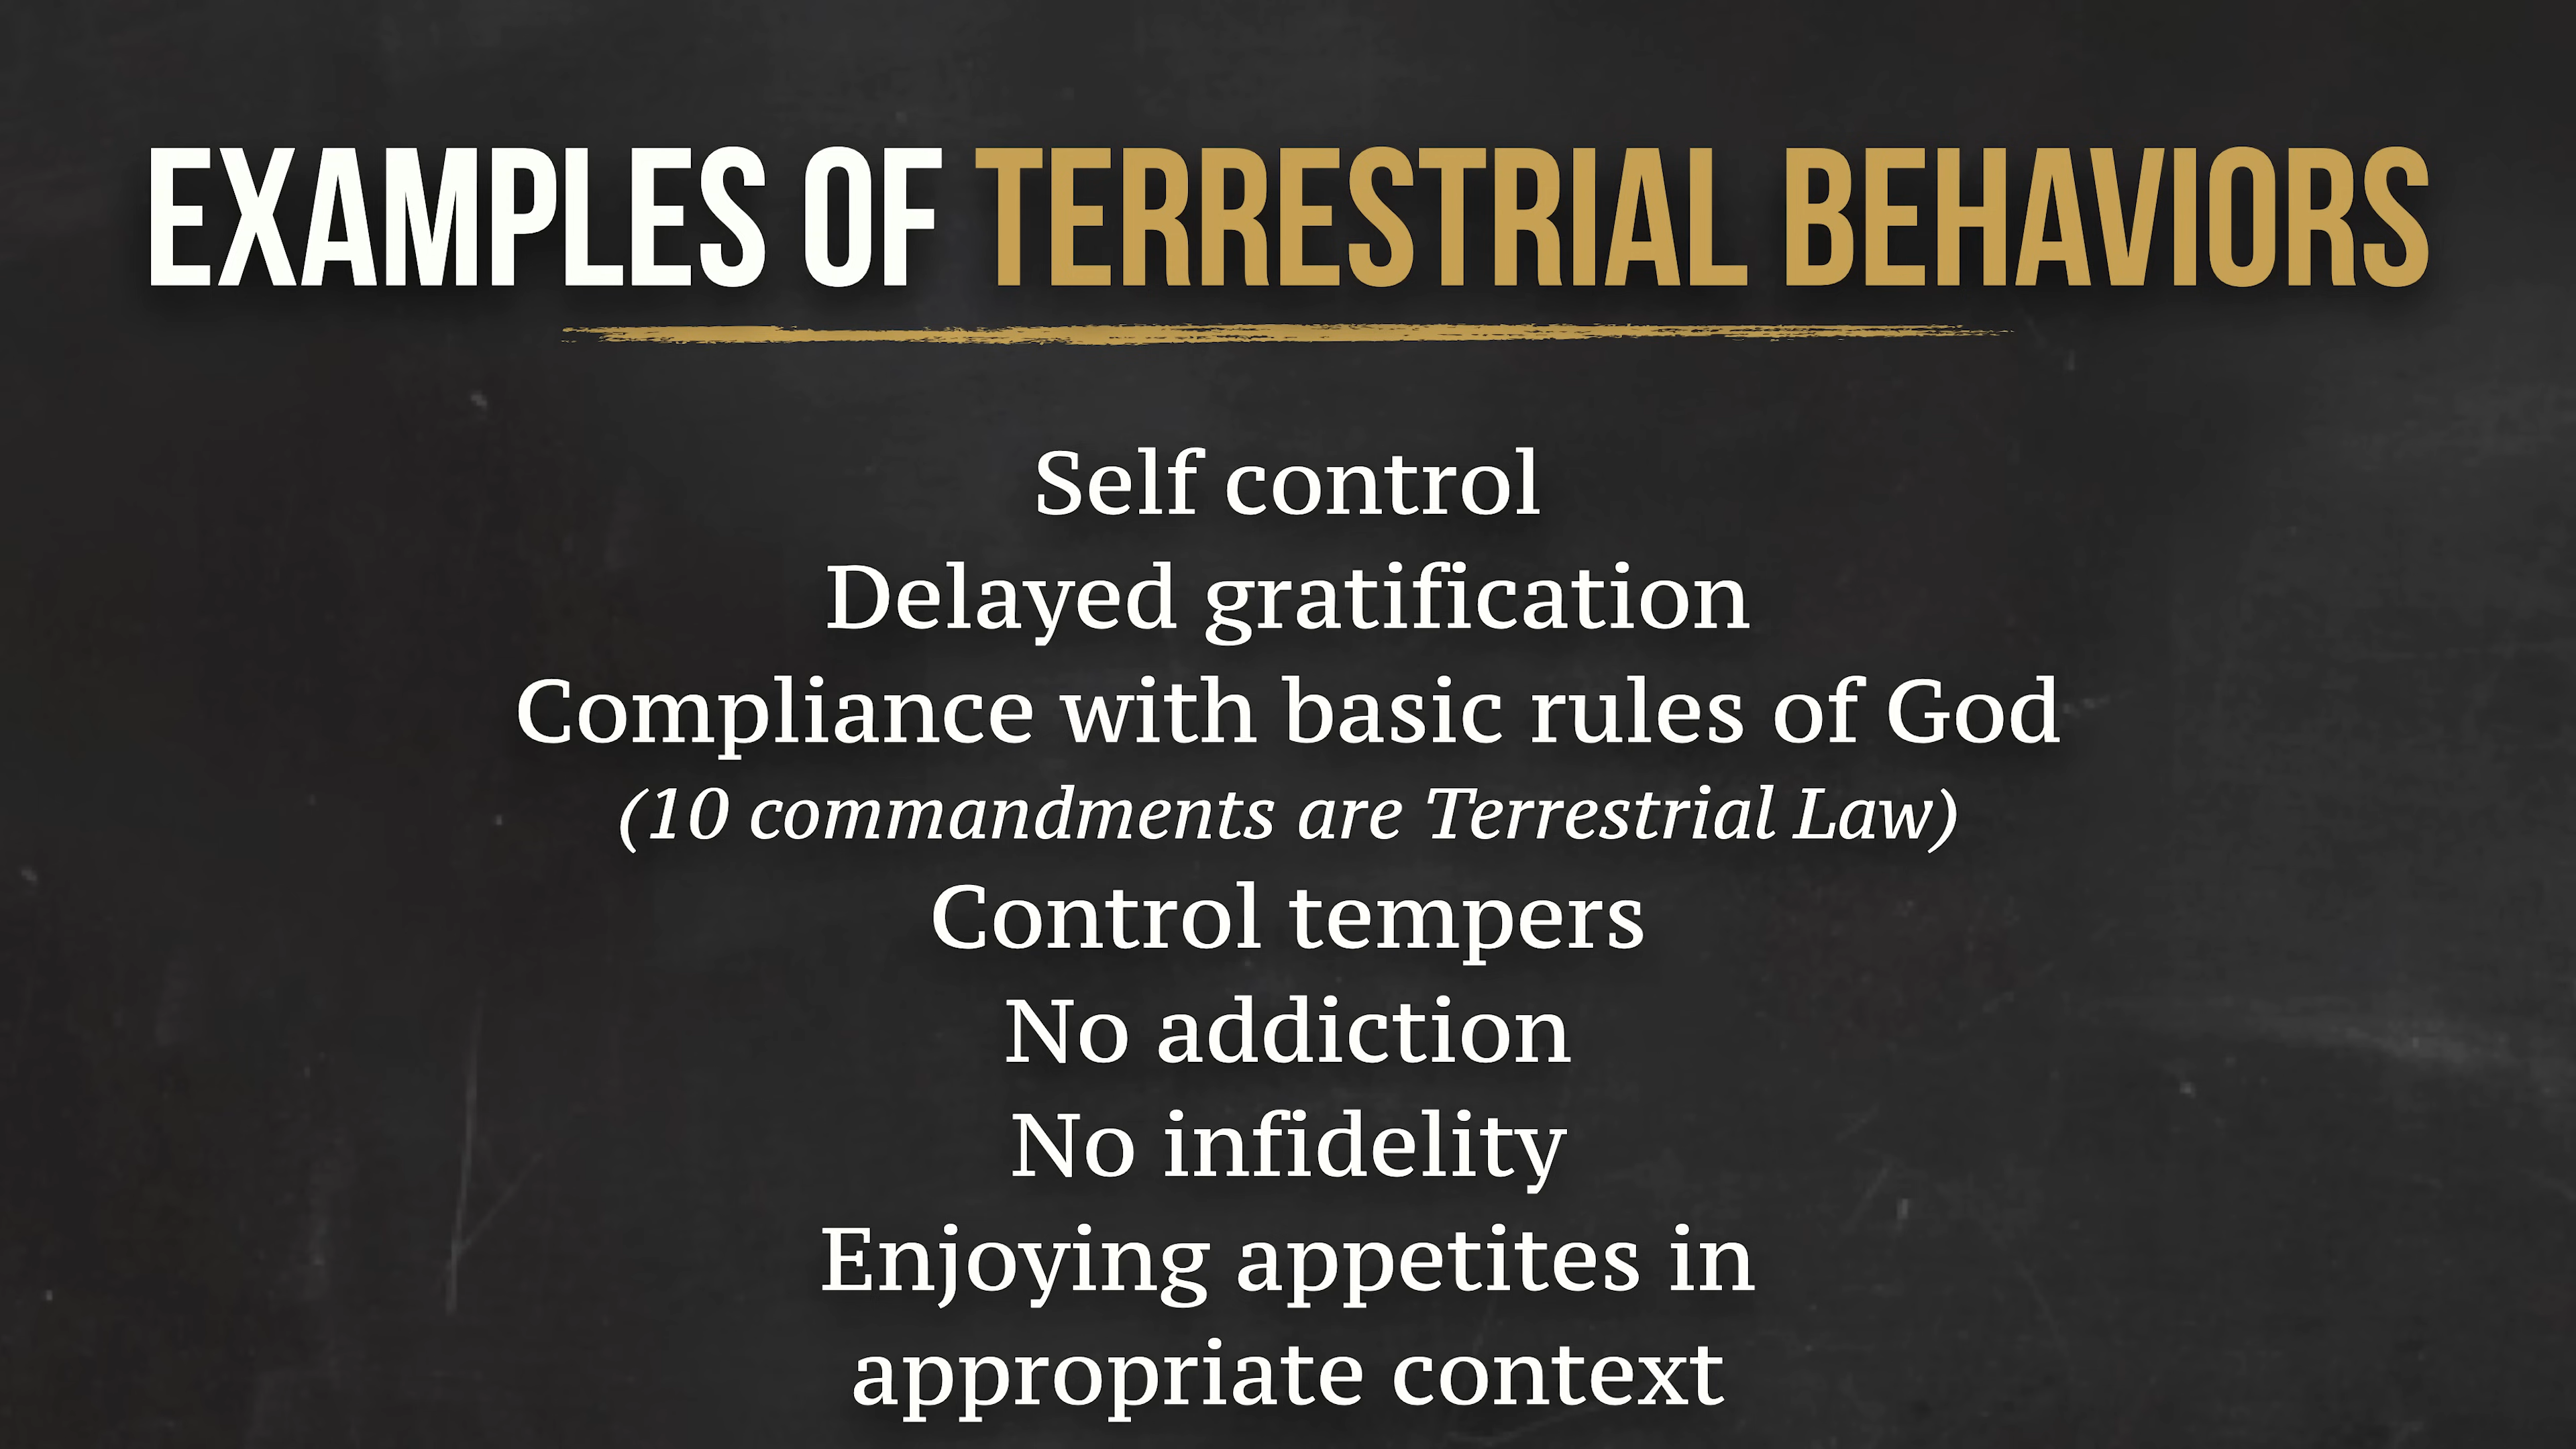 EXAMPLES OF TERRESTRIAL BEHAVIORS
Self control
Delayed gratification
Compliance with basic rules of God
(10 commandments are Terrestrial Law)
Control tempers
No addiction
No infidelity
Enjoying appetites in
appropriate context